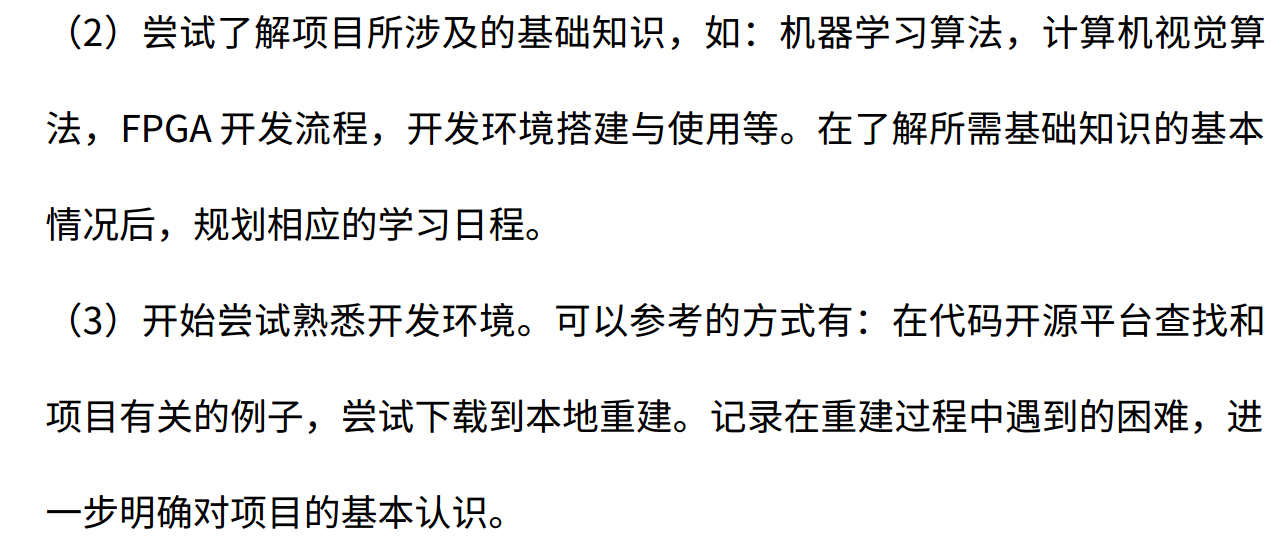 （2）尝试了解项目所涉及的基础知识，如：机器学习算法，计算机视觉算
法，FPGA 开发流程，开发环境搭建与使用等。在了解所需基础知识的基本
情况后，规划相应的学习日程。
（3）开始尝试熟悉开发环境。可以参考的方式有：在代码开源平台查找和
项目有关的例子，尝试下载到本地重建。记录在重建过程中遇到的困难，进
一步明确对项目的基本认识。